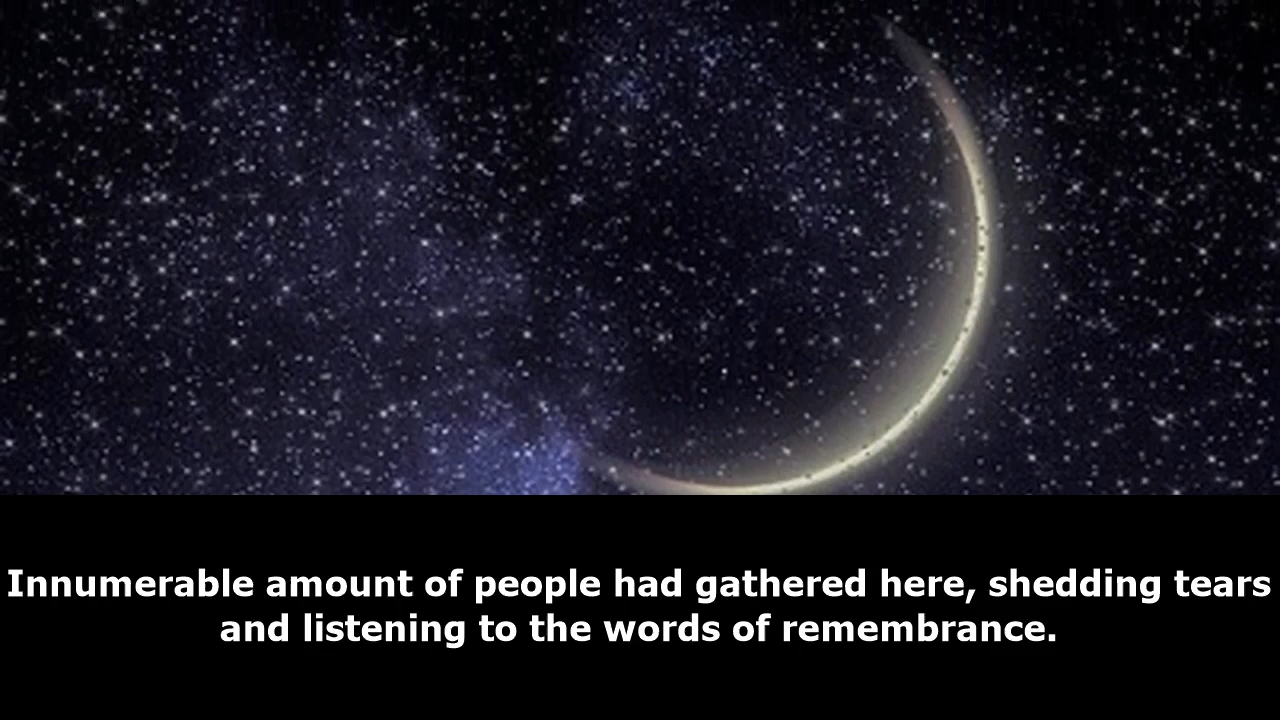 Innumerable amount of people had gathered here, shedding tears
and listening to the words of remembrance.